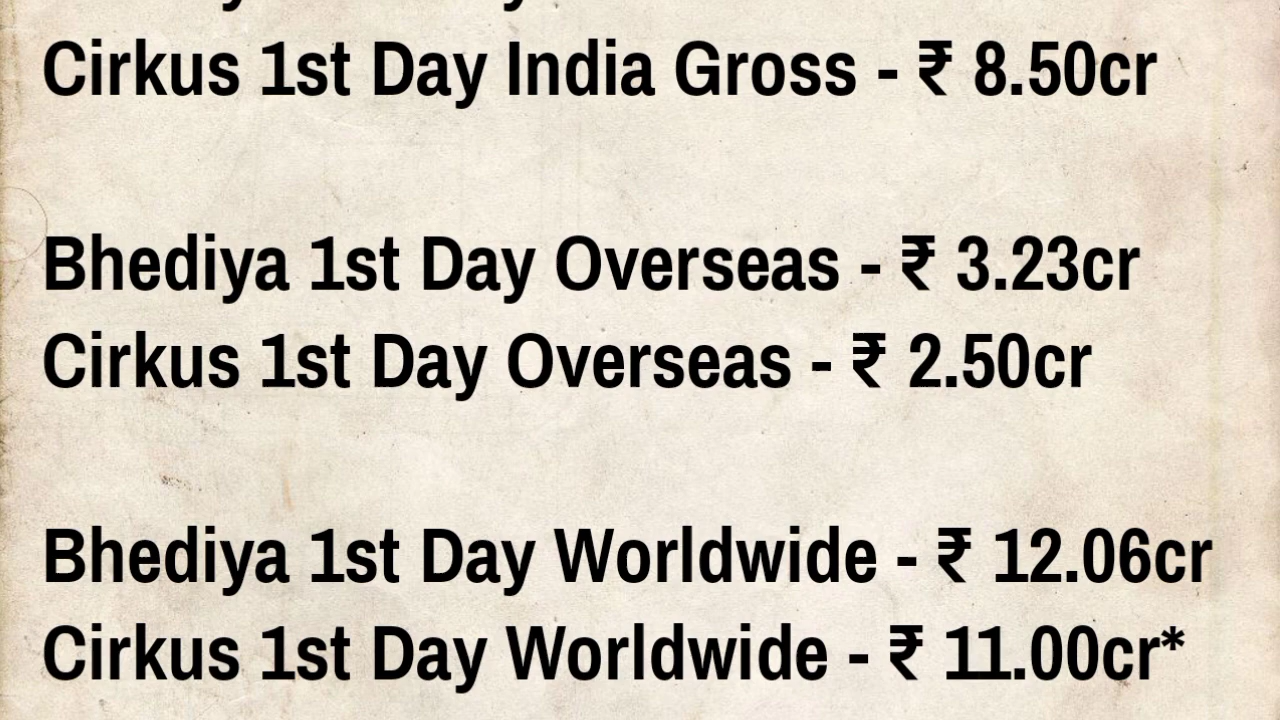 Cirkus 1st Day India Gross - ₹ 8.50cr
Bhediya 1st Day Overseas - ₹ 3.23cr
Cirkus 1st Day Overseas - ₹ 2.50cr
Bhediya 1st Day Worldwide - ₹ 12.06cr
Cirkus 1st Day Worldwide - ₹ 11.00cr*